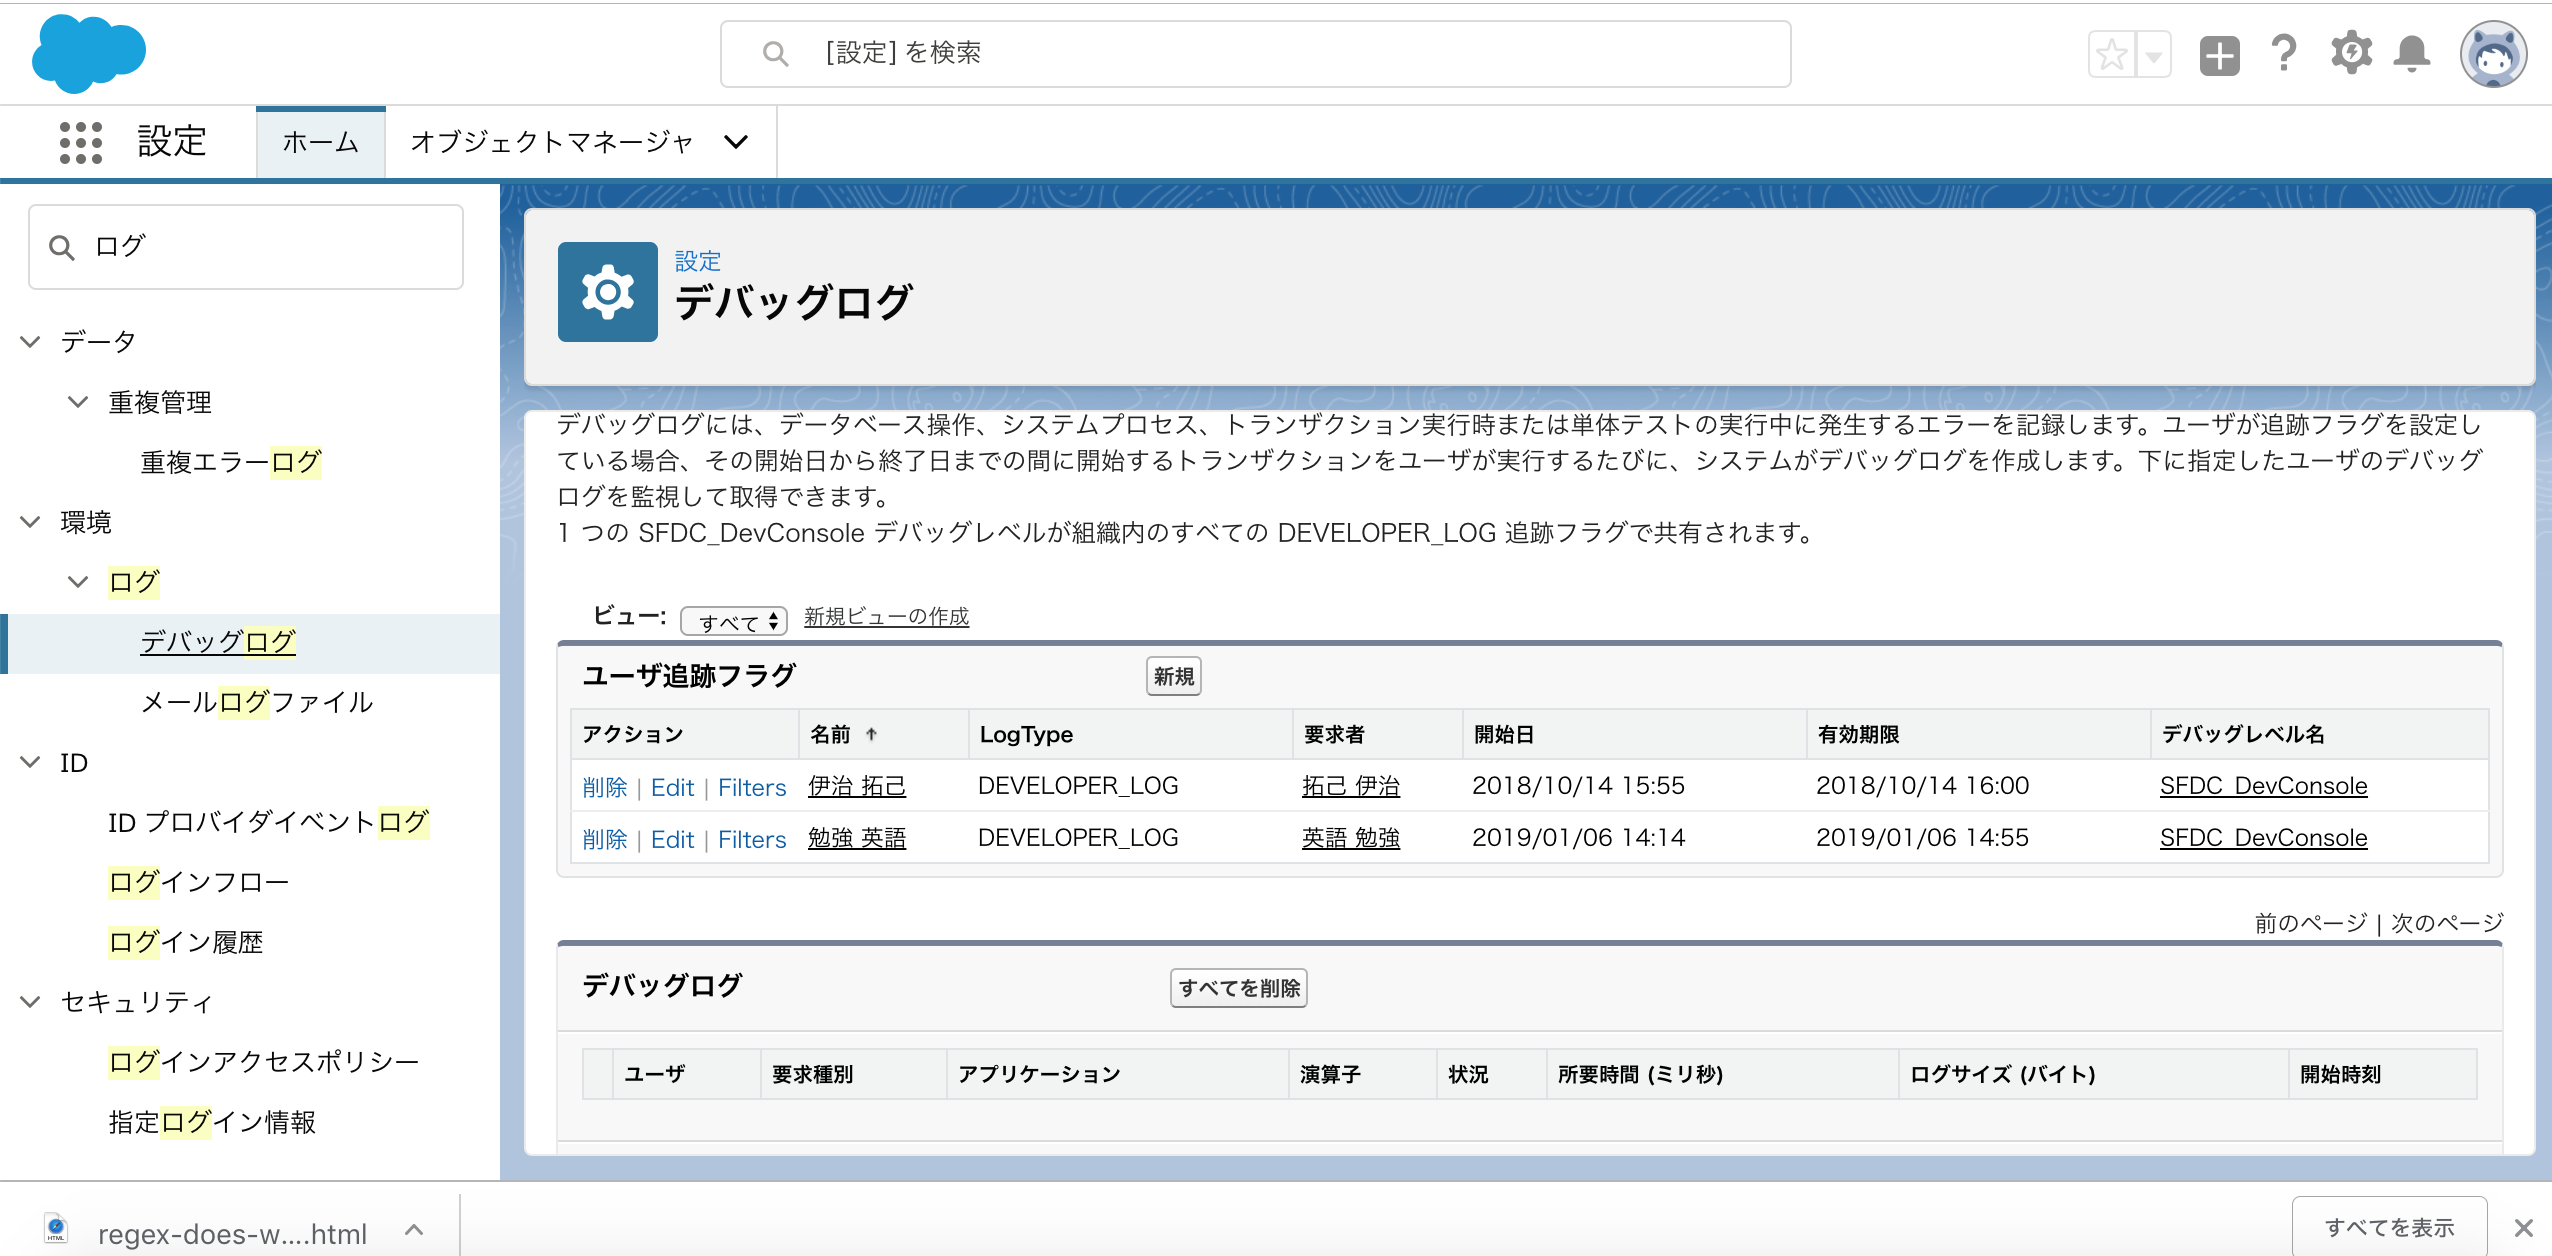 [設定] を検索
設定
ホーム
オブジェクトマネージャ
ログ
データ
重複管理
重複エラーログ
環境
ログ
デバッグログ
メールログファイル
ID
ID プロバイダイベントログ
ログインフロー
ログイン履歴
セキュリティ
ログインアクセスポリシー
指定ログイン情報
設定
デバッグログ
デバッグログには、データベース操作、システムプロセス、トランザクション実行時または単体テストの実行中に発生するエラーを記録します。ユーザが追跡フラグを設定し
ている場合、その開始日から終了日までの間に開始するトランザクションをユーザが実行するたびに、システムがデバッグログを作成します。下に指定したユーザのデバッグ
ログを監視して取得できます。
1 つの SFDC_DevConsole デバッグレベルが組織内のすべての DEVELOPER_LOG 追跡フラグで共有されます。
ビュー: すべて 新規ビューの作成
ユーザ追跡フラグ 新規
アクション 名前 LogType 要求者 開始日 有効期限 デバッグレベル名
削除 | Edit | Filters 伊治 拓己 DEVELOPER_LOG 拓己 伊治 2018/10/14 15:55 2018/10/14 16:00 SFDC_DevConsole
削除 | Edit | Filters 勉強 英語 DEVELOPER_LOG 英語 勉強 2019/01/06 14:14 2019/01/06 14:55 SFDC_DevConsole
前のページ | 次のページ
デバッグログ すべてを削除
ユーザ 要求種別 アプリケーション 演算子 状況 所要時間 (ミリ秒) ログサイズ (バイト) 開始時刻
HTML
regex-does-w....html
すべてを表示